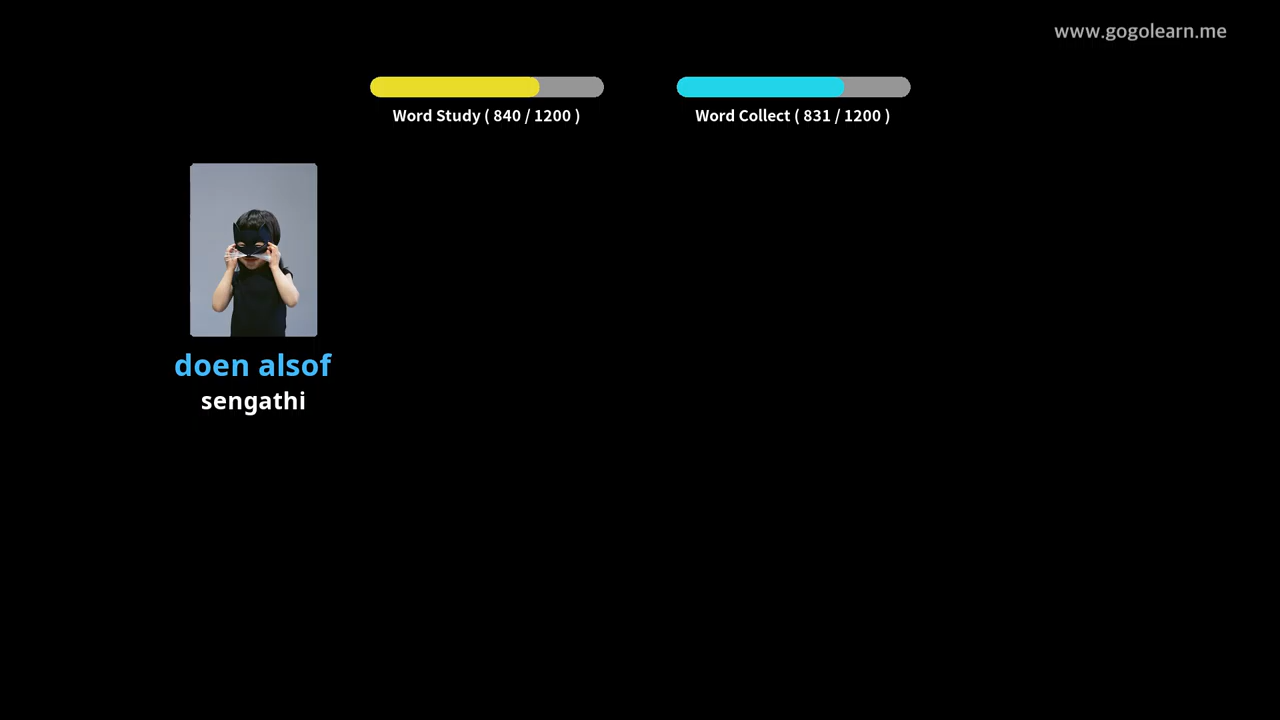 www.gogolearn.me
Word Study ( 840 / 1200 )
Word Collect ( 831 / 1200 )
doen alsof
sengathi